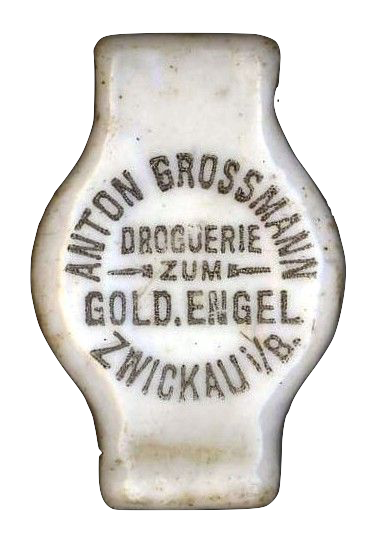 ANTON GROSSMANN
DROGUERIE
ZUM
GOLD. ENGEL
ZWICKAU i/B.